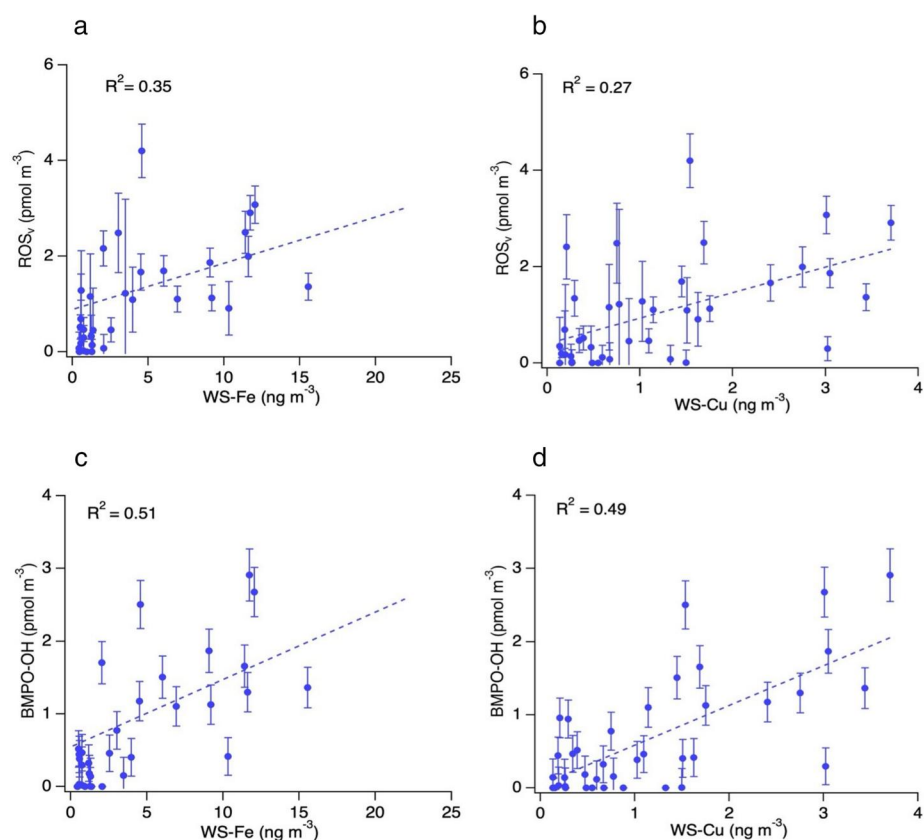 a
R² = 0.35
ROSᵥ (pmol m⁻³)
6
4
2
0
0 5 10 15 20 25
WS-Fe (ng m⁻³)
b
R² = 0.27
ROSᵥ (pmol m⁻³)
6
4
2
0
0 1 2 3 4
WS-Cu (ng m⁻³)
c
R² = 0.51
BMPO-OH (pmol m⁻³)
4
3
2
1
0
0 5 10 15 20 25
WS-Fe (ng m⁻³)
d
R² = 0.49
BMPO-OH (pmol m⁻³)
4
3
2
1
0
0 1 2 3 4
WS-Cu (ng m⁻³)